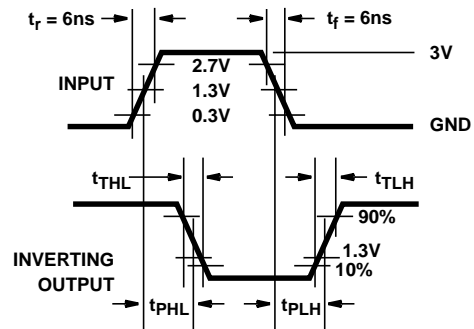 tr = 6ns
tf = 6ns
3V
INPUT
2.7V
1.3V
0.3V
GND
tTHL
tTLH
90%
INVERTING
OUTPUT
1.3V
10%
tPHL
tPLH